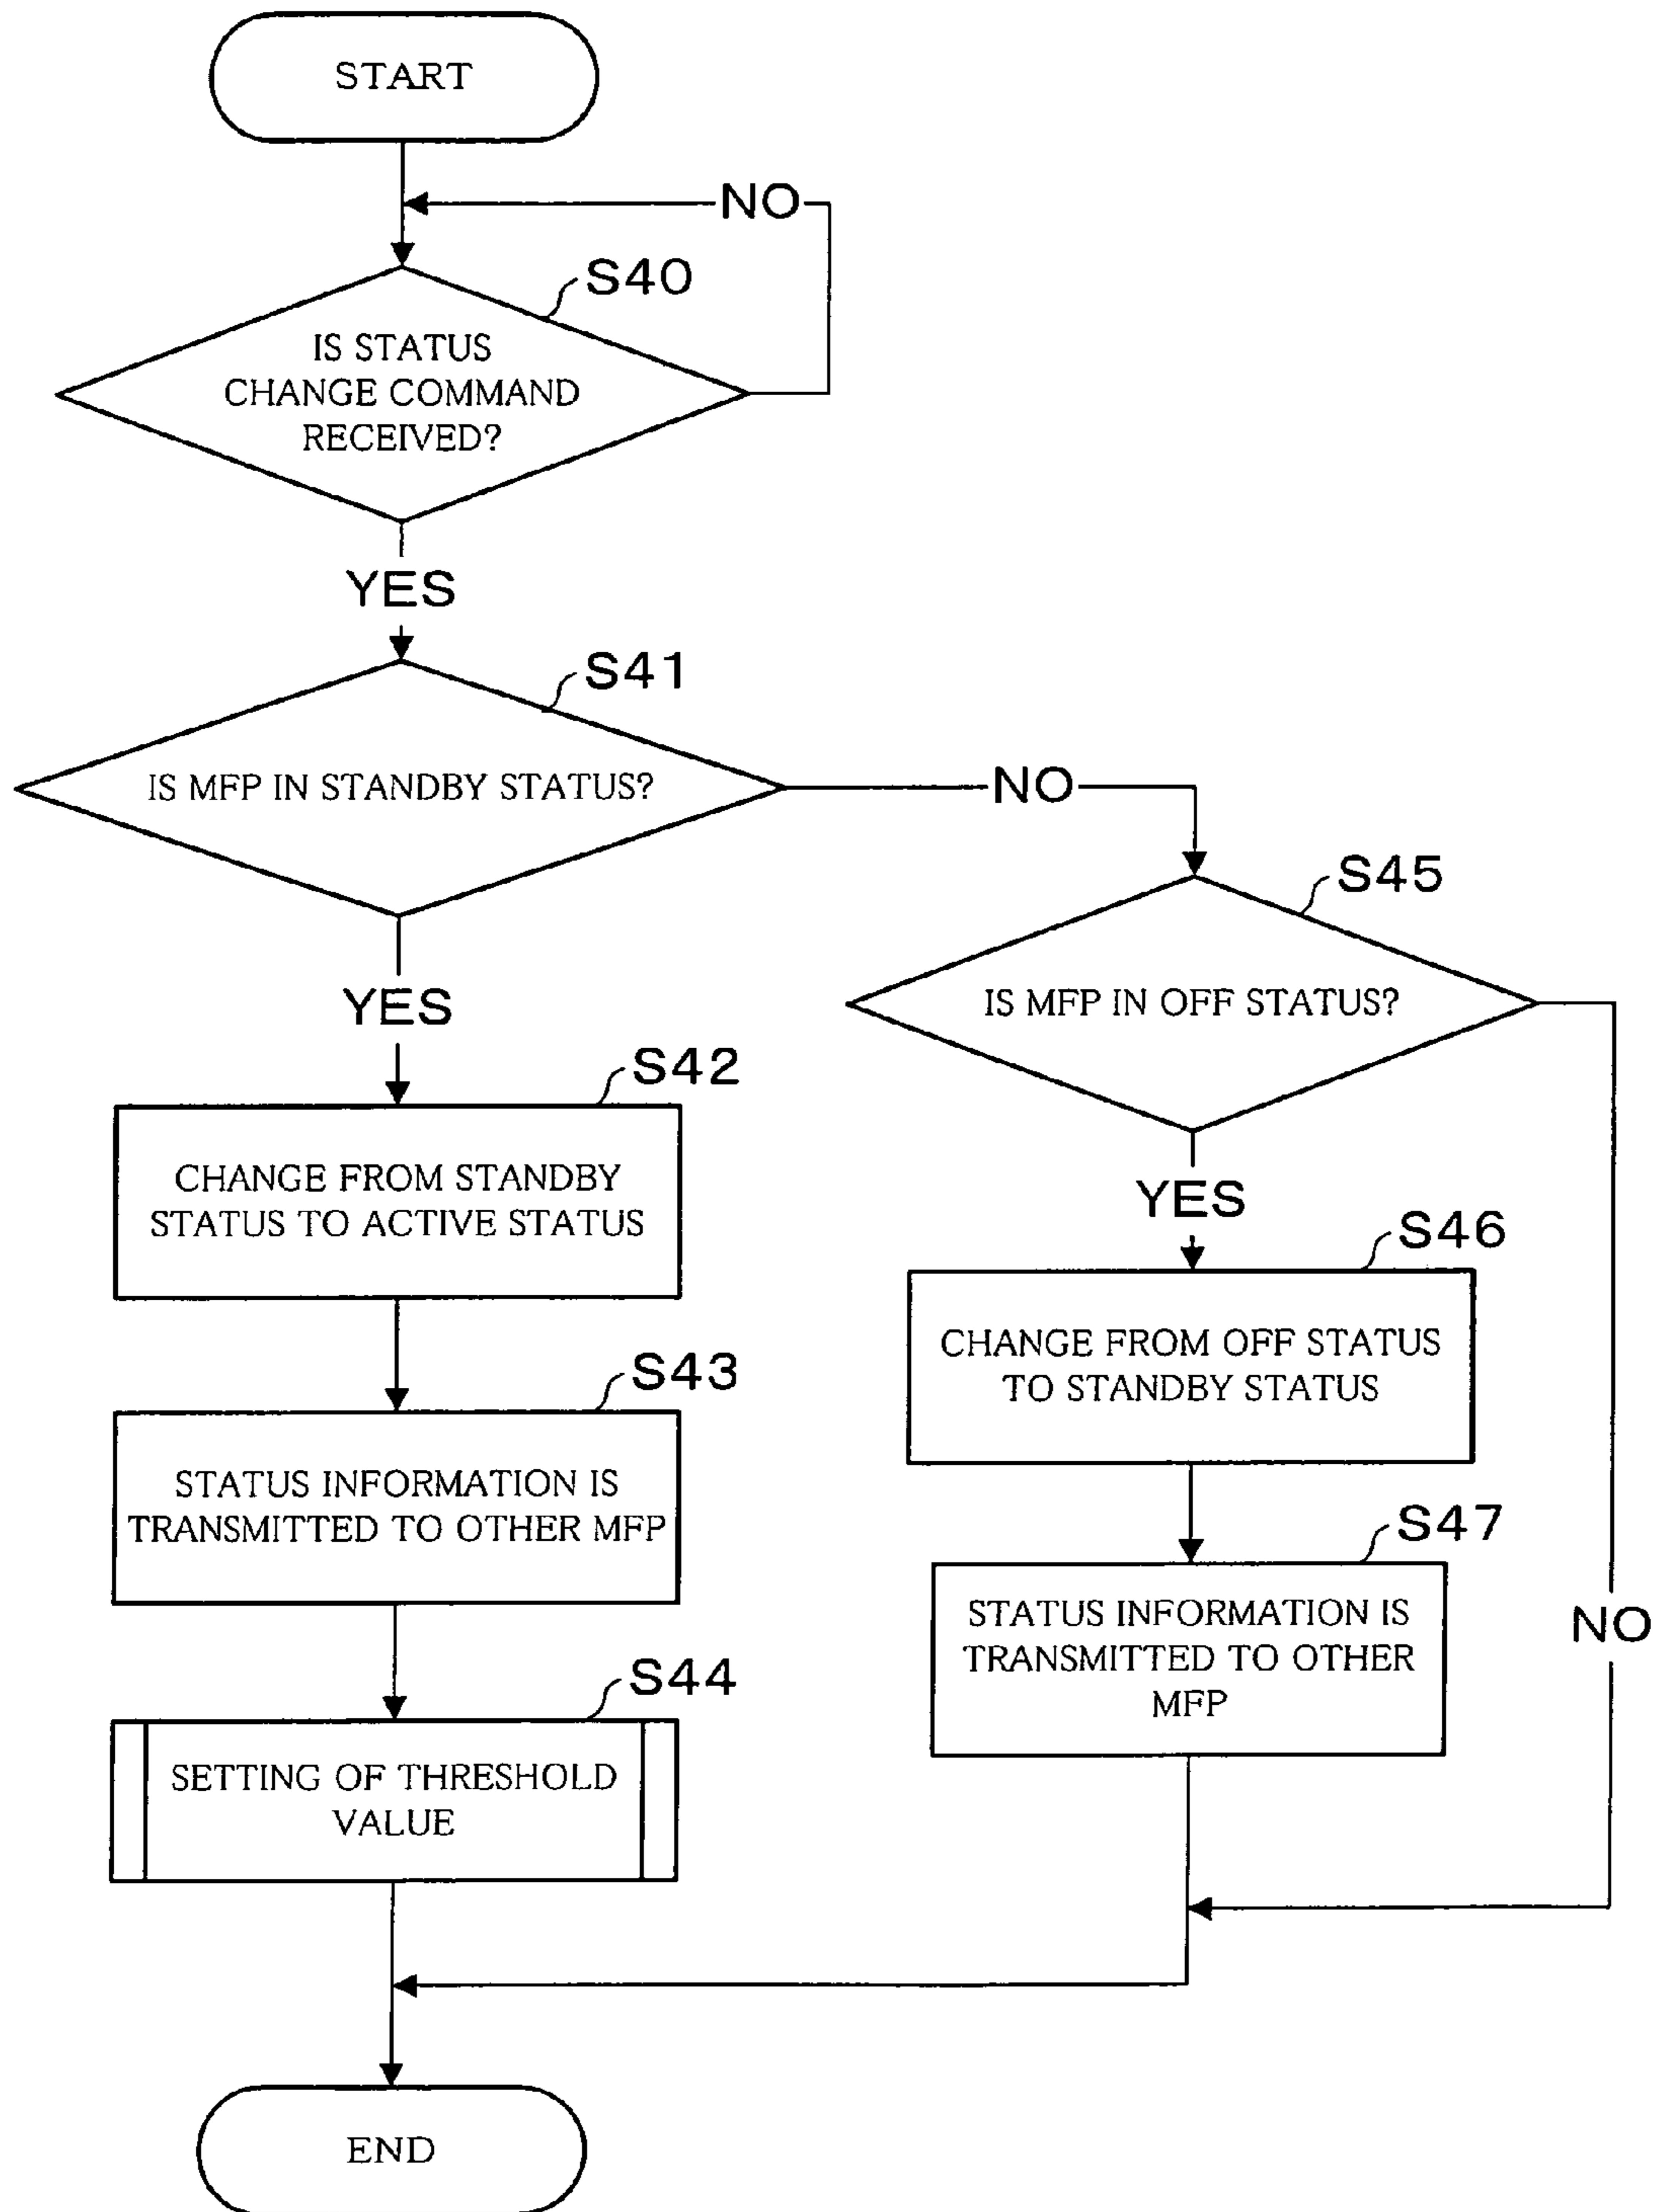 START
NO
S40
IS STATUS
CHANGE COMMAND
RECEIVED?
YES
S41
IS MFP IN STANDBY STATUS?
NO
S45
IS MFP IN OFF STATUS?
YES
S42
CHANGE FROM STANDBY
STATUS TO ACTIVE STATUS
YES
S46
CHANGE FROM OFF STATUS
TO STANDBY STATUS
S43
STATUS INFORMATION IS
TRANSMITTED TO OTHER MFP
S47
STATUS INFORMATION IS
TRANSMITTED TO OTHER
MFP
NO
S44
SETTING OF THRESHOLD
VALUE
END